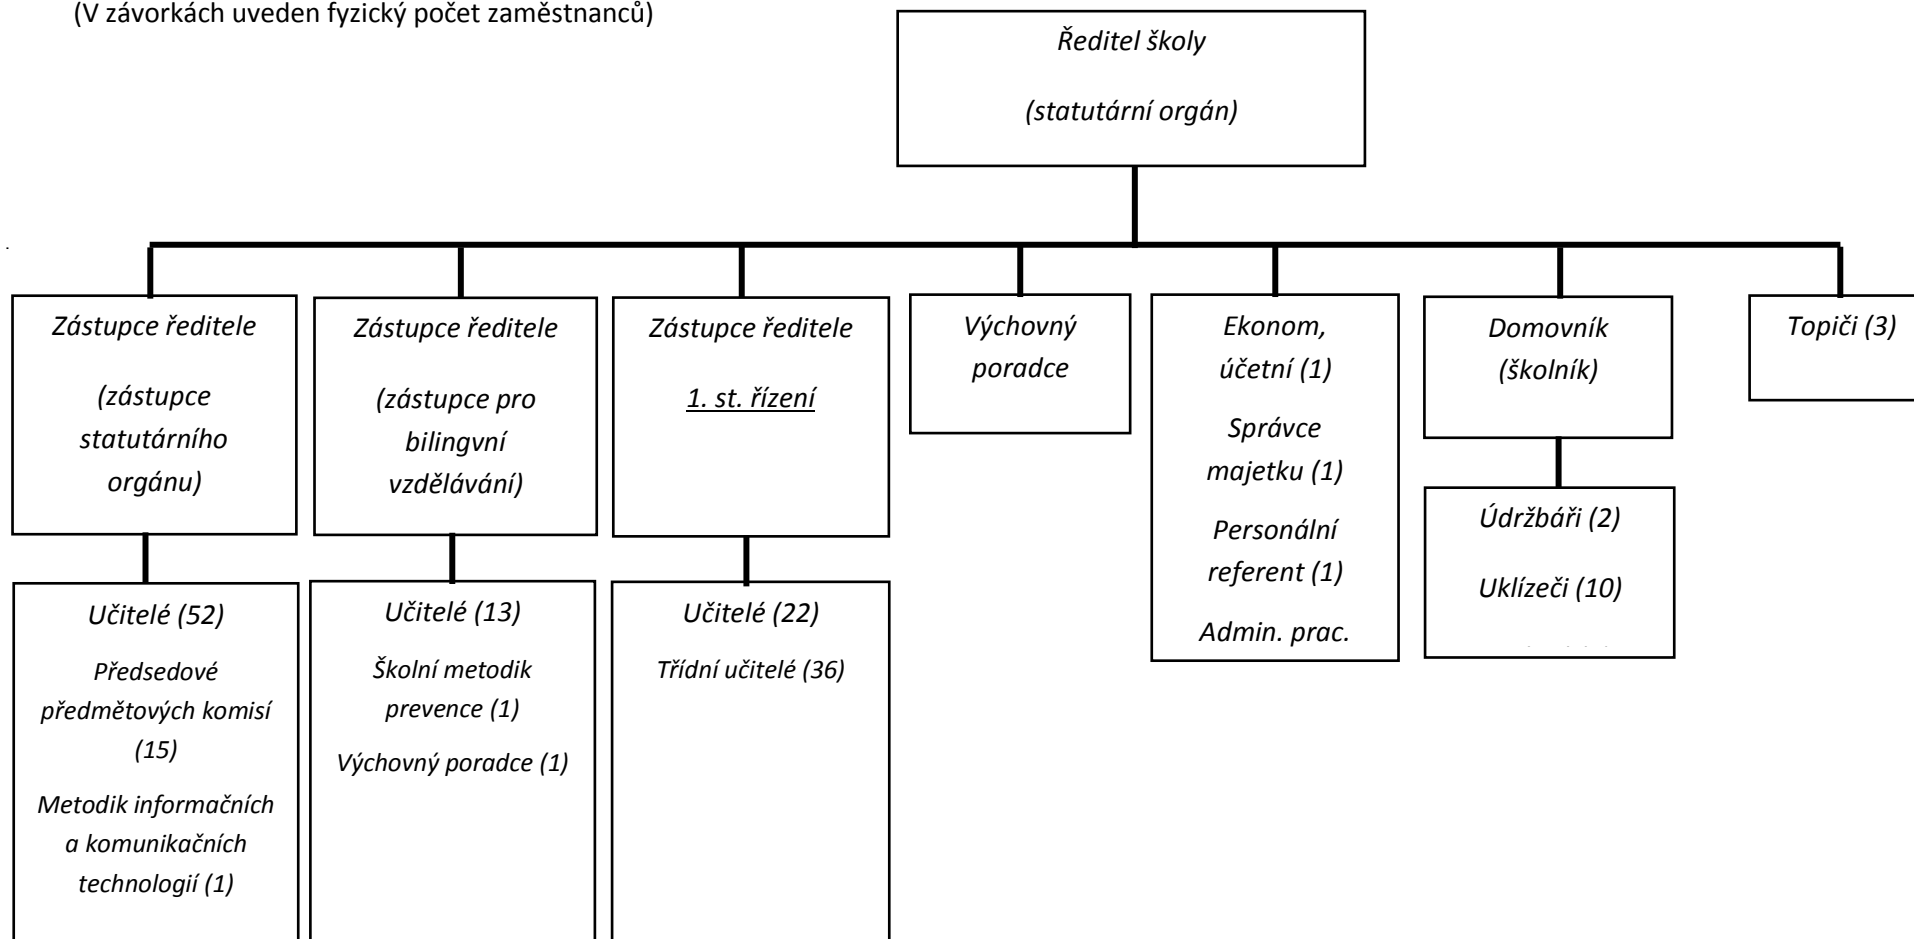 (V závorkách uveden fyzický počet zaměstnanců)
Ředitel školy
(statutární orgán)
Zástupce ředitele
(zástupce
statutárního
orgánu)
Zástupce ředitele
(zástupce pro
bilingvní
vzdělávání)
Zástupce ředitele
1. st. řízení
Výchovný
poradce
Ekonom,
účetní (1)
Správce
majetku (1)
Personální
referent (1)
Admin. prac.
Domovník
(školník)
Topiči (3)
Údržbáři (2)
Uklízeči (10)
Učitelé (52)
Předsedové
předmětových komisí
(15)
Metodik informačních
a komunikačních
technologií (1)
Učitelé (13)
Školní metodik
prevence (1)
Výchovný poradce (1)
Učitelé (22)
Třídní učitelé (36)